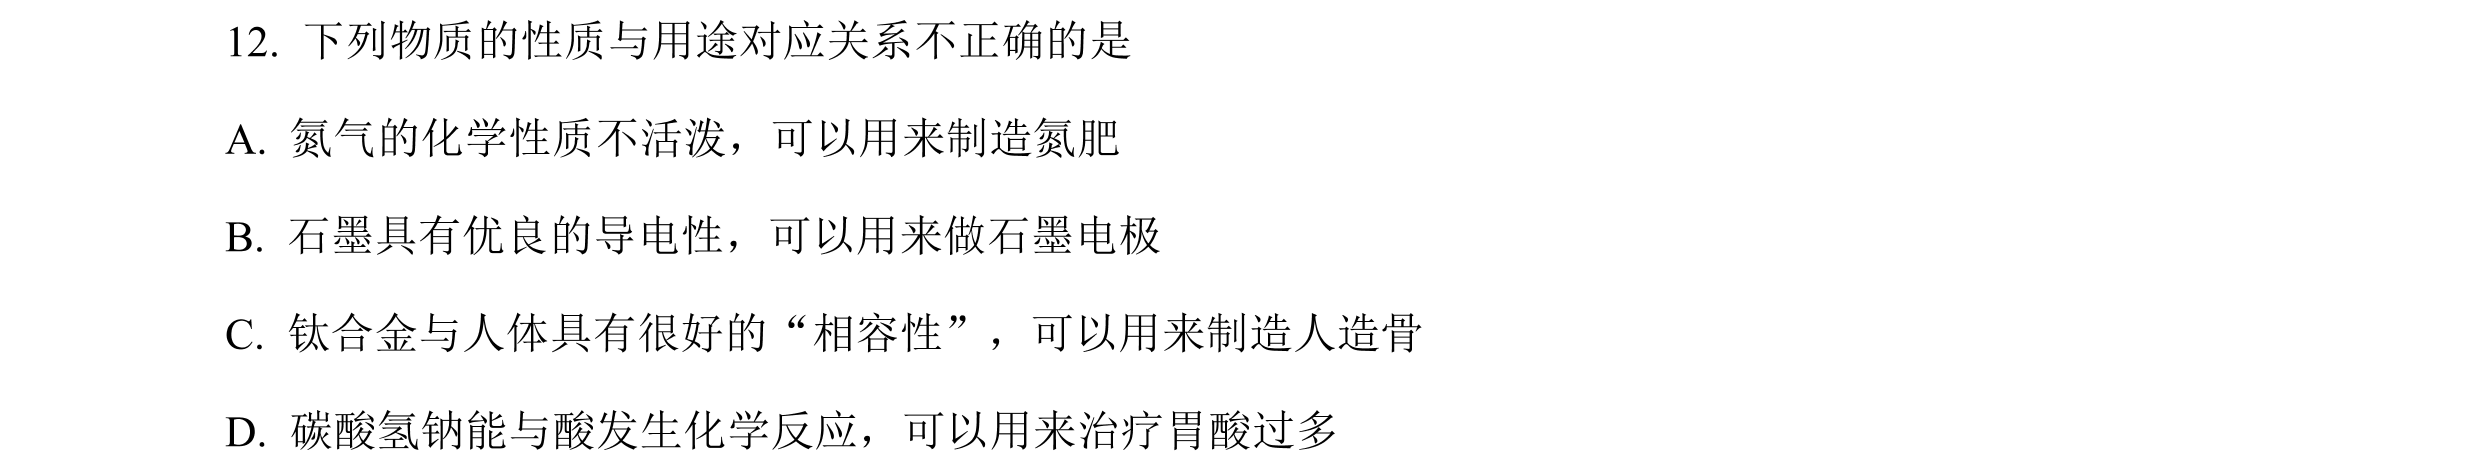 12. 下列物质的性质与用途对应关系不正确的是
A. 氮气的化学性质不活泼，可以用来制造氮肥
B. 石墨具有优良的导电性，可以用来做石墨电极
C. 钛合金与人体具有很好的“相容性”，可以用来制造人造骨
D. 碳酸氢钠能与酸发生化学反应，可以用来治疗胃酸过多